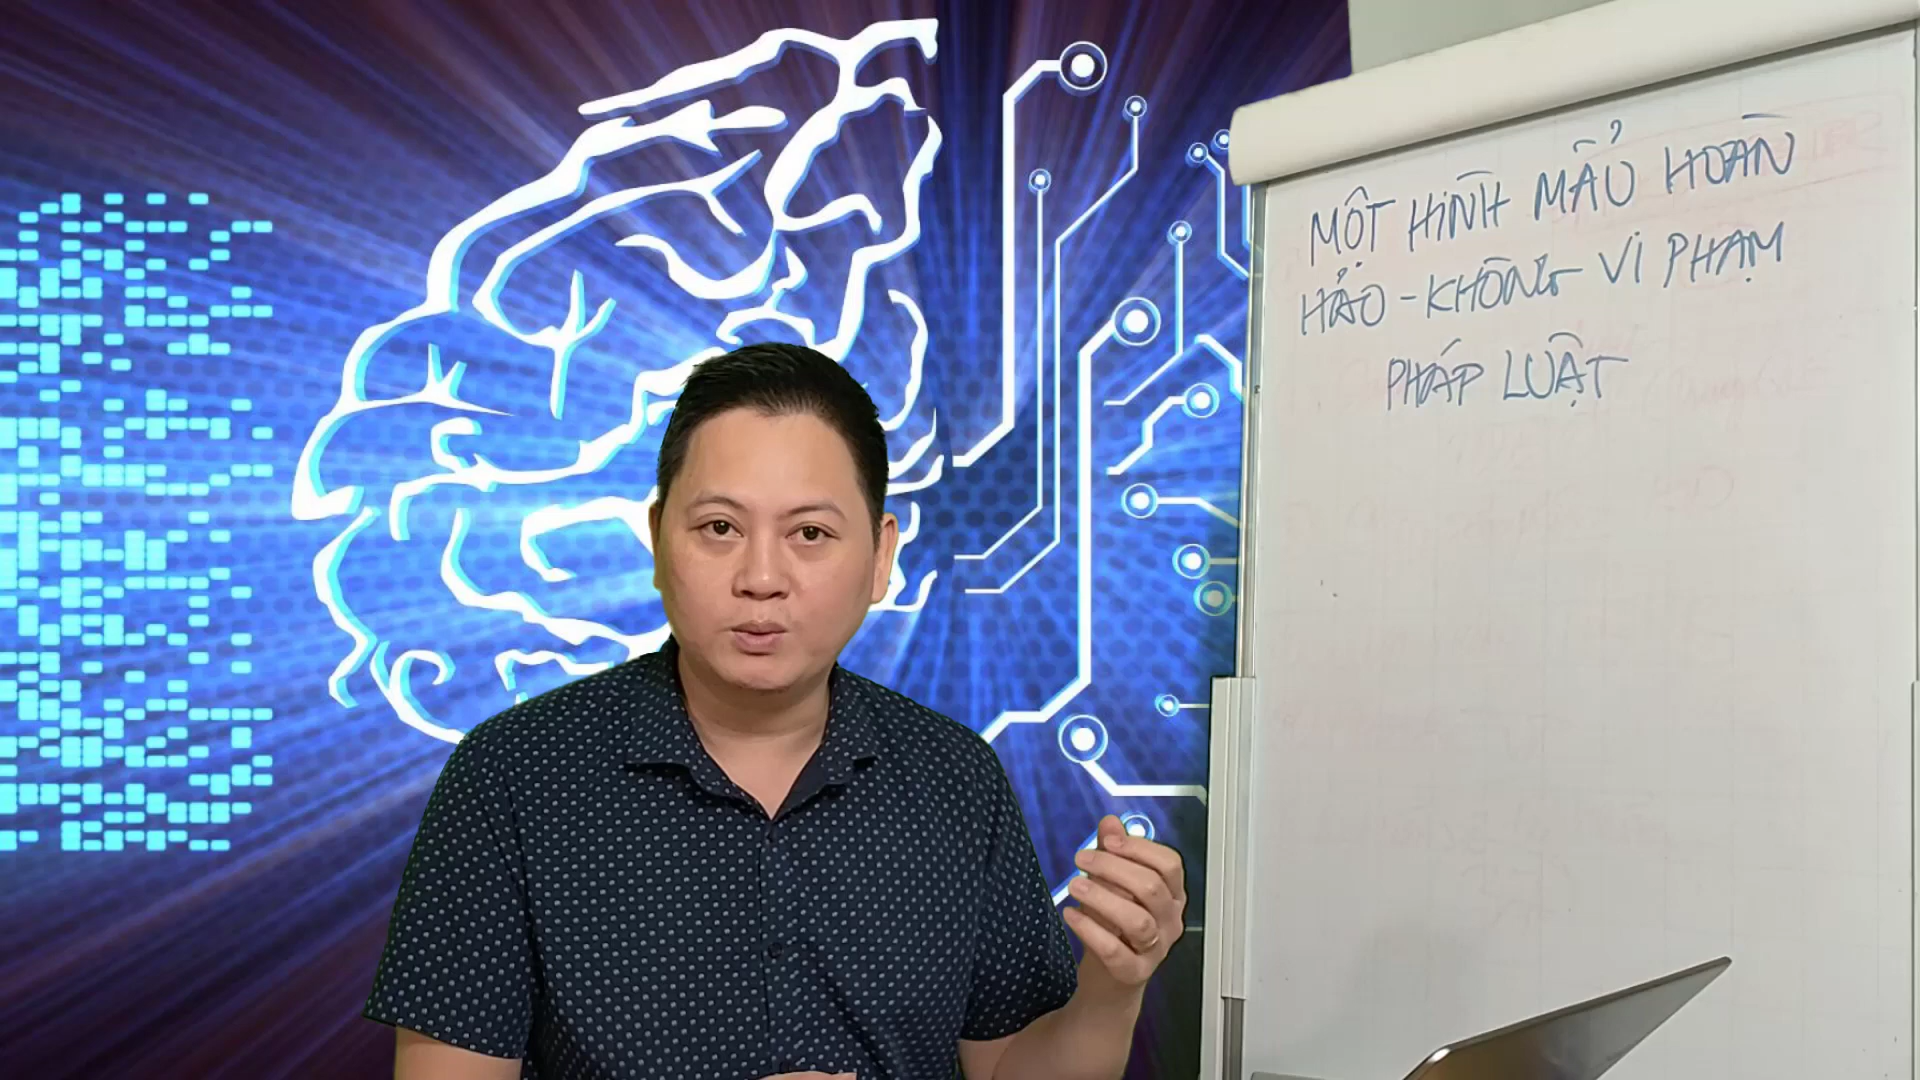 MỘT HÌNH MẪU HOÀN
HẢO - KHÔNG VI PHẠM
PHÁP LUẬT